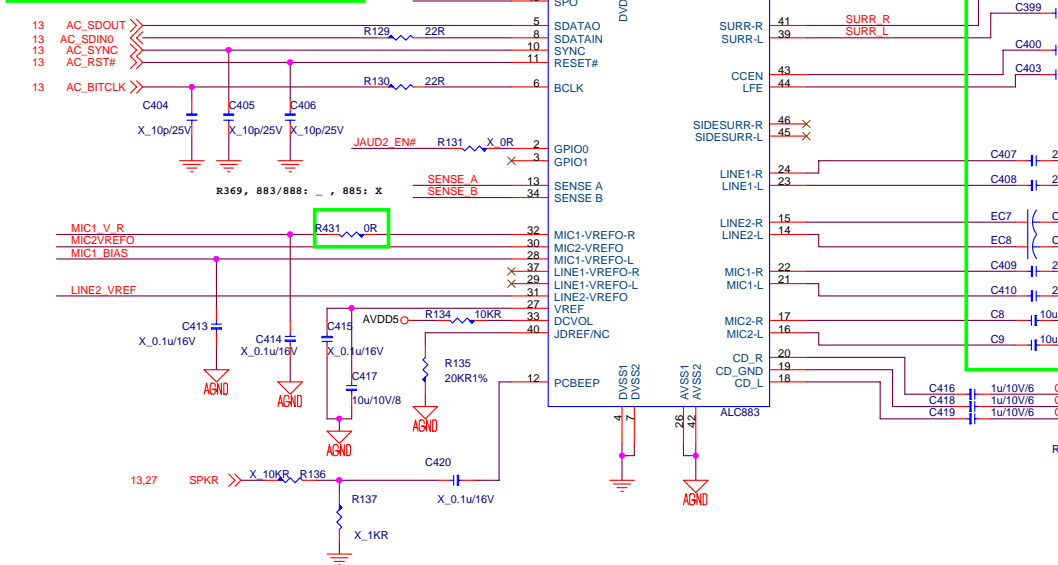 SPO
DVD
C399
13 AC_SDOUT
R129 22R
5 SDATAO
SURR-R 41 SURR_R
13 AC_SDIN0
8 SDATAIN
SURR-L 39 SURR_L
13 AC_SYNC
10 SYNC
C400
13 AC_RST#
11 RESET#
C403
CCEN 43
13 AC_BITCLK
R130 22R
6 BCLK
LFE 44
C404 C405 C406
X_10p/25V X_10p/25V X_10p/25V
SIDESURR-R 46
SIDESURR-L 45
JAUD2_EN# R131 X_0R
2 GPIO0
3 GPIO1
C407 2
LINE1-R 24
SENSE_A 13 SENSE A
LINE1-L 23
C408 2
R369, 883/888: _ , 885: X
SENSE_B 34 SENSE B
MIC1_V_R R431 0R
32 MIC1-VREFO-R
LINE2-R 15
EC7 C
MIC2VREFO
30 MIC2-VREFO
LINE2-L 14
EC8 C
MIC1_BIAS
28 MIC1-VREFO-L
37 LINE1-VREFO-R
MIC1-R 22
C409 2
29 LINE1-VREFO-L
MIC1-L 21
LINE2_VREF
31 LINE2-VREFO
C410 2
27 VREF
AVDD5 R134 10KR
33 DCVOL
MIC2-R 17
C8 10u
40 JDREF/NC
MIC2-L 16
C9 10u
C413 C414 C415
X_0.1u/16V X_0.1u/16V X_0.1u/16V
CD_R 20
CD_GND 19
CD_L 18
R135
20KR1%
C417
10u/10V/8
12 PCBEEP
DVSS1
DVSS2
AVSS1
AVSS2
ALC883
4
7
26
42
C416 1u/10V/6 C
C418 1u/10V/6 C
C419 1u/10V/6 C
AGND
AGND
AGND
AGND
R
13,27 SPKR
X_10KR R136
C420
X_0.1u/16V
R137
X_1KR
AGND